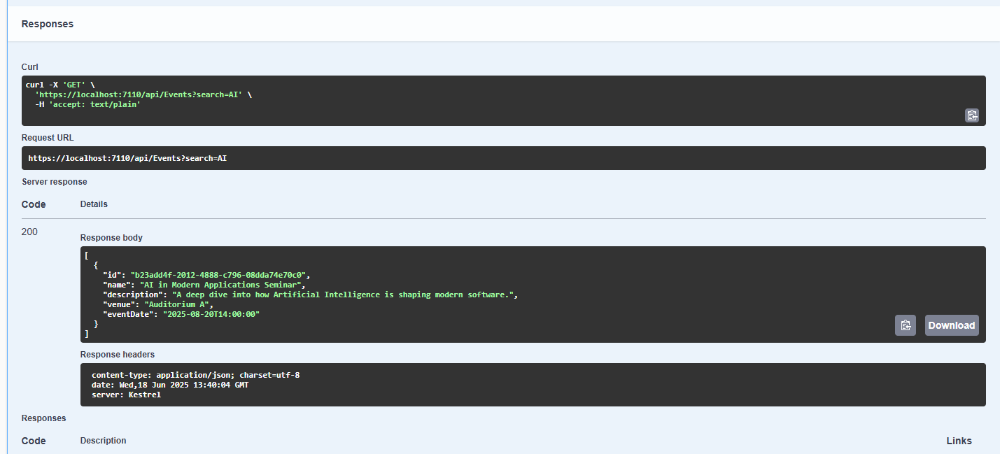 Responses
Curl
curl -X 'GET' \
'https://localhost:7110/api/Events?search=AI' \
-H 'accept: text/plain'
Request URL
https://localhost:7110/api/Events?search=AI
Server response
Code Details
200
Response body
[
{
"id": "b23add4f-2012-4888-c796-08dda74e70c0",
"name": "AI in Modern Applications Seminar",
"description": "A deep dive into how Artificial Intelligence is shaping modern software.",
"venue": "Auditorium A",
"eventDate": "2025-08-20T14:00:00"
}
]
Download
Response headers
content-type: application/json; charset=utf-8
date: Wed,18 Jun 2025 13:40:04 GMT
server: Kestrel
Responses
Code Description Links